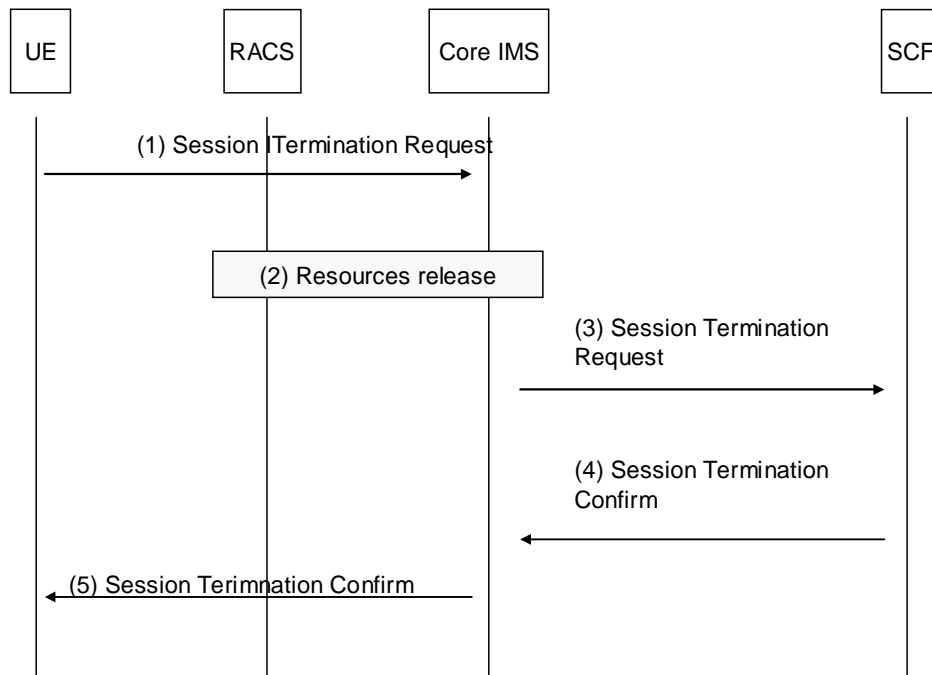 UE
RACS
Core IMS
SCF
(1) Session ITermination Request
(2) Resources release
(3) Session Termination
Request
(4) Session Termination
Confirm
(5) Session Terimnation Confirm